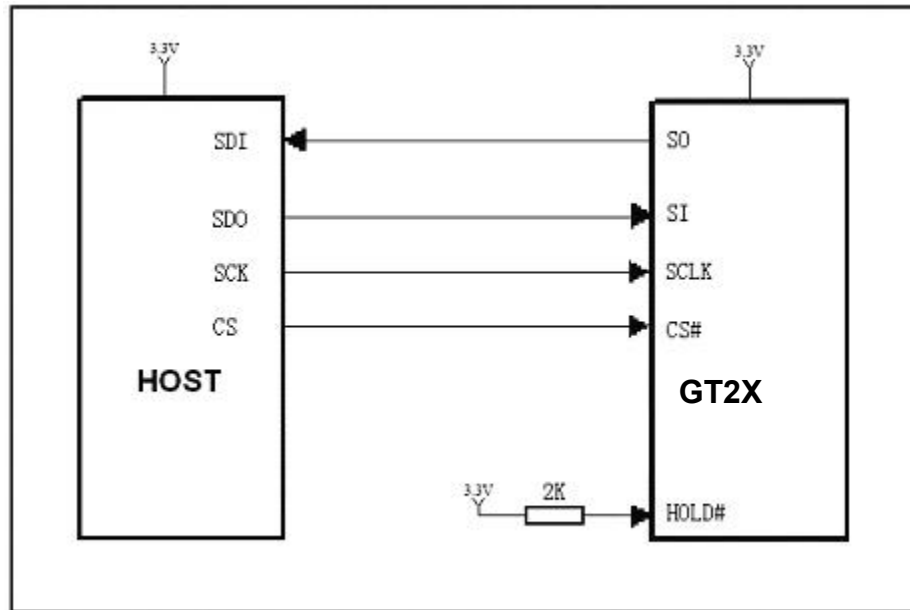 3.3V
3.3V
SDI
SO
SDO
SI
SCK
SCLK
CS
CS#
HOST
GT2X
3.3V
2K
HOLD#